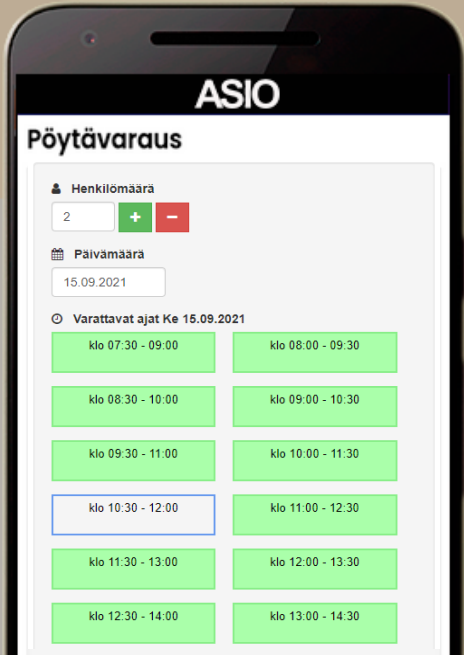 ASIO
Pöytävaraus
Henkilömäärä
2
Päivämäärä
15.09.2021
Varattavat ajat Ke 15.09.2021
klo 07:30 - 09:00 klo 08:00 - 09:30
klo 08:30 - 10:00 klo 09:00 - 10:30
klo 09:30 - 11:00 klo 10:00 - 11:30
klo 10:30 - 12:00 klo 11:00 - 12:30
klo 11:30 - 13:00 klo 12:00 - 13:30
klo 12:30 - 14:00 klo 13:00 - 14:30